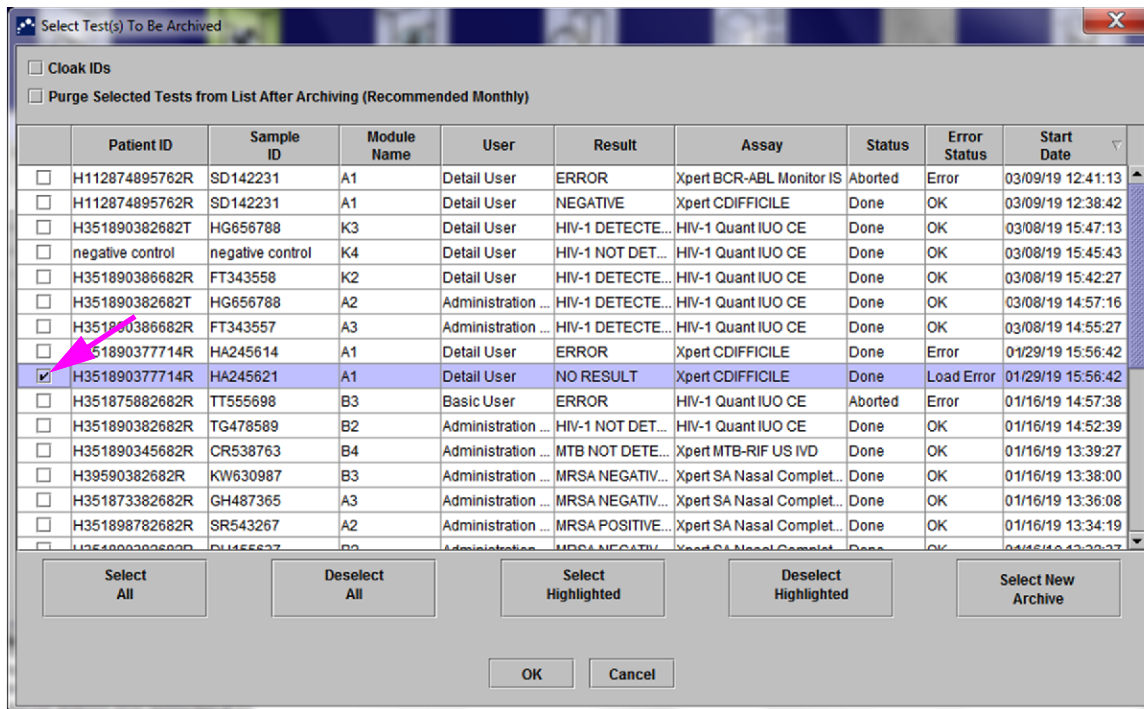 Select Test(s) To Be Archived
Cloak IDs
Purge Selected Tests from List After Archiving (Recommended Monthly)
Patient ID Sample ID Module Name User Result Assay Status Error Status Start Date
H112874895762R SD142231 A1 Detail User ERROR Xpert BCR-ABL Monitor IS Aborted Error 03/09/19 12:41:13
H112874895762R SD142231 A1 Detail User NEGATIVE Xpert CDIFFICILE Done OK 03/09/19 12:38:42
H351890382682T HG656788 K3 Detail User HIV-1 DETECTE... HIV-1 Quant IUO CE Done OK 03/08/19 15:47:13
negative control negative control K4 Detail User HIV-1 NOT DET... HIV-1 Quant IUO CE Done OK 03/08/19 15:45:43
H351890386682R FT343558 K2 Detail User HIV-1 DETECTE... HIV-1 Quant IUO CE Done OK 03/08/19 15:42:27
H351890382682T HG656788 A2 Administration ... HIV-1 DETECTE... HIV-1 Quant IUO CE Done OK 03/08/19 14:57:16
H351890386682R FT343557 A3 Administration ... HIV-1 DETECTE... HIV-1 Quant IUO CE Done OK 03/08/19 14:55:27
51890377714R HA245614 A1 Detail User ERROR Xpert CDIFFICILE Done Error 01/29/19 15:56:42
H351890377714R HA245621 A1 Detail User NO RESULT Xpert CDIFFICILE Done Load Error 01/29/19 15:56:42
H351875882682R TT555698 B3 Basic User ERROR HIV-1 Quant IUO CE Aborted Error 01/16/19 14:57:38
H351890382682R TG478589 B2 Administration ... HIV-1 NOT DET... HIV-1 Quant IUO CE Done OK 01/16/19 14:52:39
H351890345682R CR538763 B4 Administration ... MTB NOT DETE... Xpert MTB-RIF US IVD Done OK 01/16/19 13:39:27
H39590382682R KW630987 B3 Administration ... MRSA NEGATIV... Xpert SA Nasal Complet... Done OK 01/16/19 13:38:00
H351873382682R GH487365 A3 Administration ... MRSA NEGATIV... Xpert SA Nasal Complet... Done OK 01/16/19 13:36:08
H351898782682R SR543267 A2 Administration ... MRSA POSITIVE... Xpert SA Nasal Complet... Done OK 01/16/19 13:34:19
Select All Deselect All Select Highlighted Deselect Highlighted Select New Archive
OK Cancel